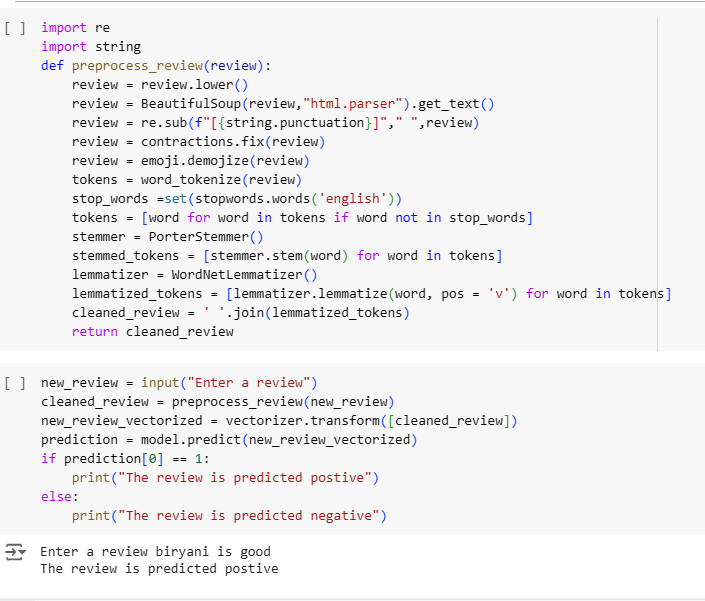 [ ] import re
import string
def preprocess_review(review):
    review = review.lower()
    review = BeautifulSoup(review,"html.parser").get_text()
    review = re.sub(f"[{string.punctuation}]"," ",review)
    review = contractions.fix(review)
    review = emoji.demojize(review)
    tokens = word_tokenize(review)
    stop_words =set(stopwords.words('english'))
    tokens = [word for word in tokens if word not in stop_words]
    stemmer = PorterStemmer()
    stemmed_tokens = [stemmer.stem(word) for word in tokens]
    lemmatizer = WordNetLemmatizer()
    lemmatized_tokens = [lemmatizer.lemmatize(word, pos = 'v') for word in tokens]
    cleaned_review = ' '.join(lemmatized_tokens)
    return cleaned_review
[ ] new_review = input("Enter a review")
cleaned_review = preprocess_review(new_review)
new_review_vectorized = vectorizer.transform([cleaned_review])
prediction = model.predict(new_review_vectorized)
if prediction[0] == 1:
    print("The review is predicted postive")
else:
    print("The review is predicted negative")
Enter a review biryani is good
The review is predicted postive